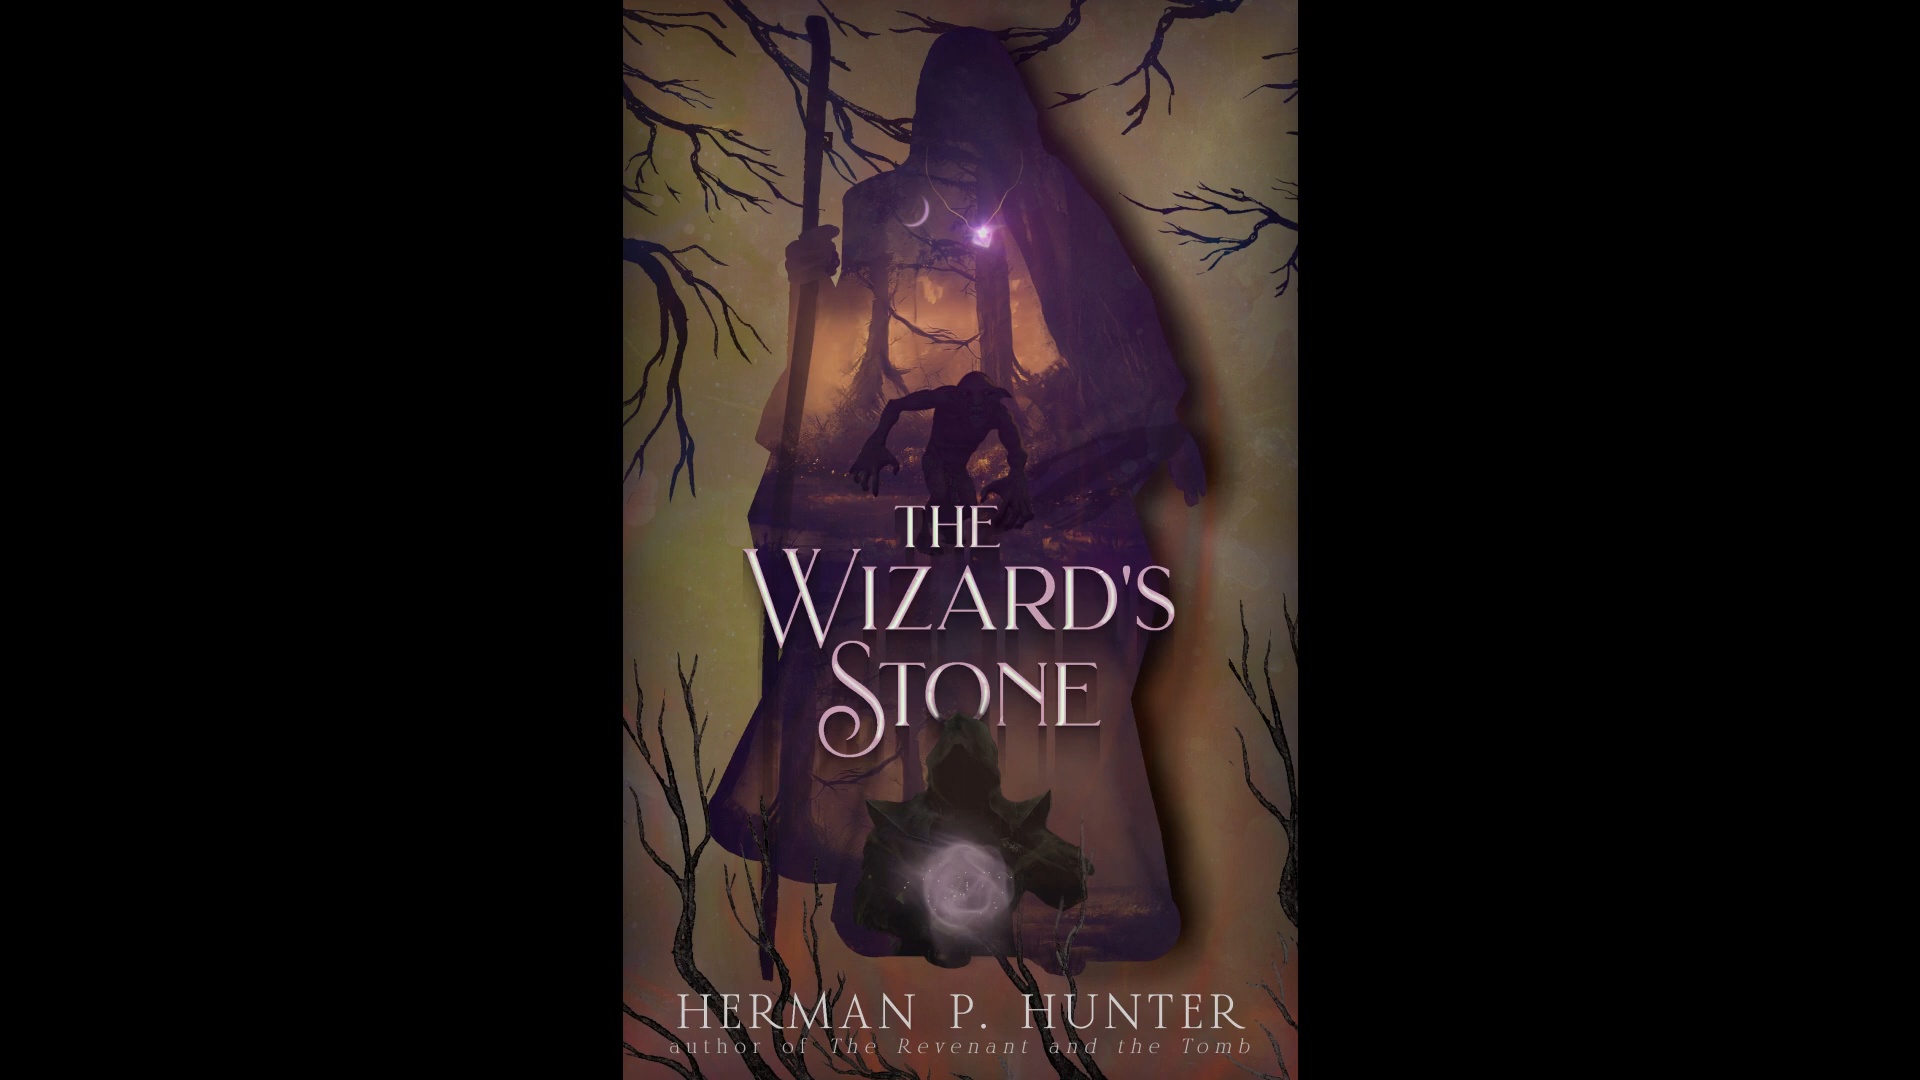 THE
WIZARD'S
STONE
HERMAN P. HUNTER
author of The Revenant and the Tomb